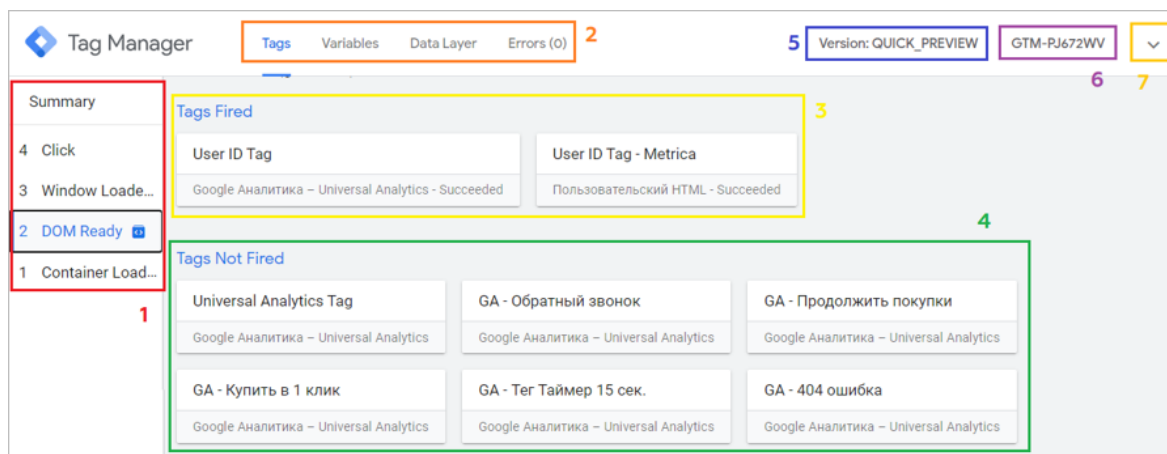 Tag Manager
Tags Variables Data Layer Errors (0) 2
5 Version: QUICK_PREVIEW GTM-PJ672WV
6 7
Summary
4 Click
3 Window Loade...
2 DOM Ready
1 Container Load...
1
Tags Fired 3
User ID Tag User ID Tag - Metrica
Google Аналитика – Universal Analytics - Succeeded Пользовательский HTML - Succeeded
4
Tags Not Fired
Universal Analytics Tag GA - Обратный звонок GA - Продолжить покупки
Google Аналитика – Universal Analytics Google Аналитика – Universal Analytics Google Аналитика – Universal Analytics
GA - Купить в 1 клик GA - Тег Таймер 15 сек. GA - 404 ошибка
Google Аналитика – Universal Analytics Google Аналитика – Universal Analytics Google Аналитика – Universal Analytics